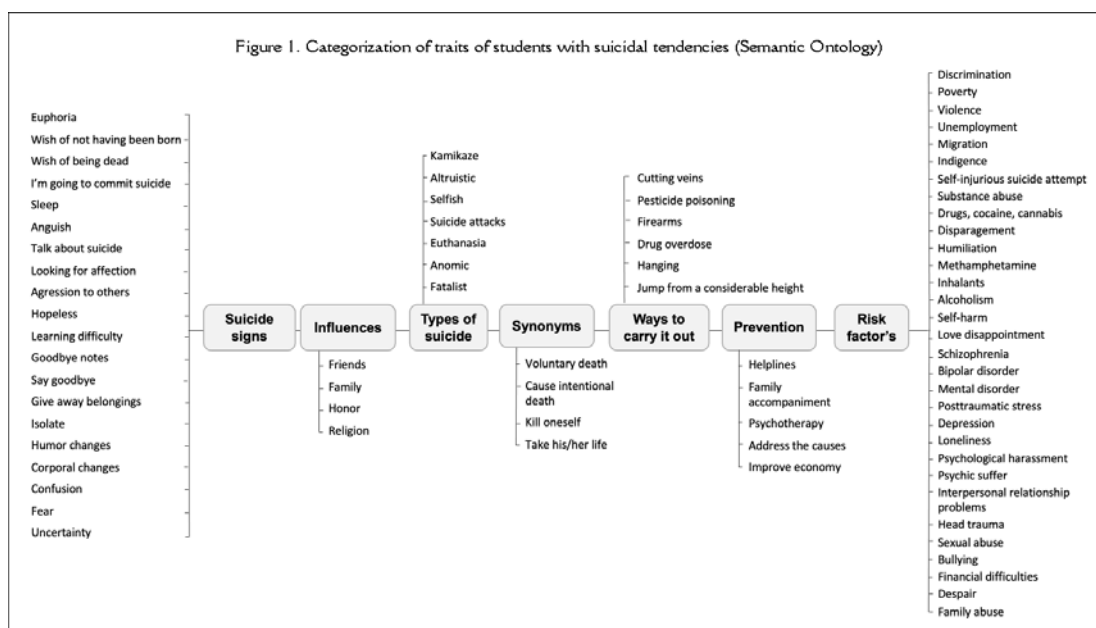 Figure 1. Categorization of traits of students with suicidal tendencies (Semantic Ontology)
Euphoria
Wish of not having been born
Wish of being dead
I'm going to commit suicide
Sleep
Anguish
Talk about suicide
Looking for affection
Agression to others
Hopeless
Learning difficulty
Goodbye notes
Say goodbye
Give away belongings
Isolate
Humor changes
Corporal changes
Confusion
Fear
Uncertainty
Suicide
signs
Influences
Friends
Family
Honor
Religion
Kamikaze
Altruistic
Selfish
Suicide attacks
Euthanasia
Anomic
Fatalist
Types of
suicide
Synonyms
Voluntary death
Cause intentional
death
Kill oneself
Take his/her life
Cutting veins
Pesticide poisoning
Firearms
Drug overdose
Hanging
Jump from a considerable height
Ways to
carry it out
Prevention
Helplines
Family
accompaniment
Psychotherapy
Address the causes
Improve economy
Risk
factor's
Discrimination
Poverty
Violence
Unemployment
Migration
Indigence
Self-injurious suicide attempt
Substance abuse
Drugs, cocaine, cannabis
Disparagement
Humiliation
Methamphetamine
Inhalants
Alcoholism
Self-harm
Love disappointment
Schizophrenia
Bipolar disorder
Mental disorder
Posttraumatic stress
Depression
Loneliness
Psychological harassment
Psychic suffer
Interpersonal relationship
problems
Head trauma
Sexual abuse
Bullying
Financial difficulties
Despair
Family abuse